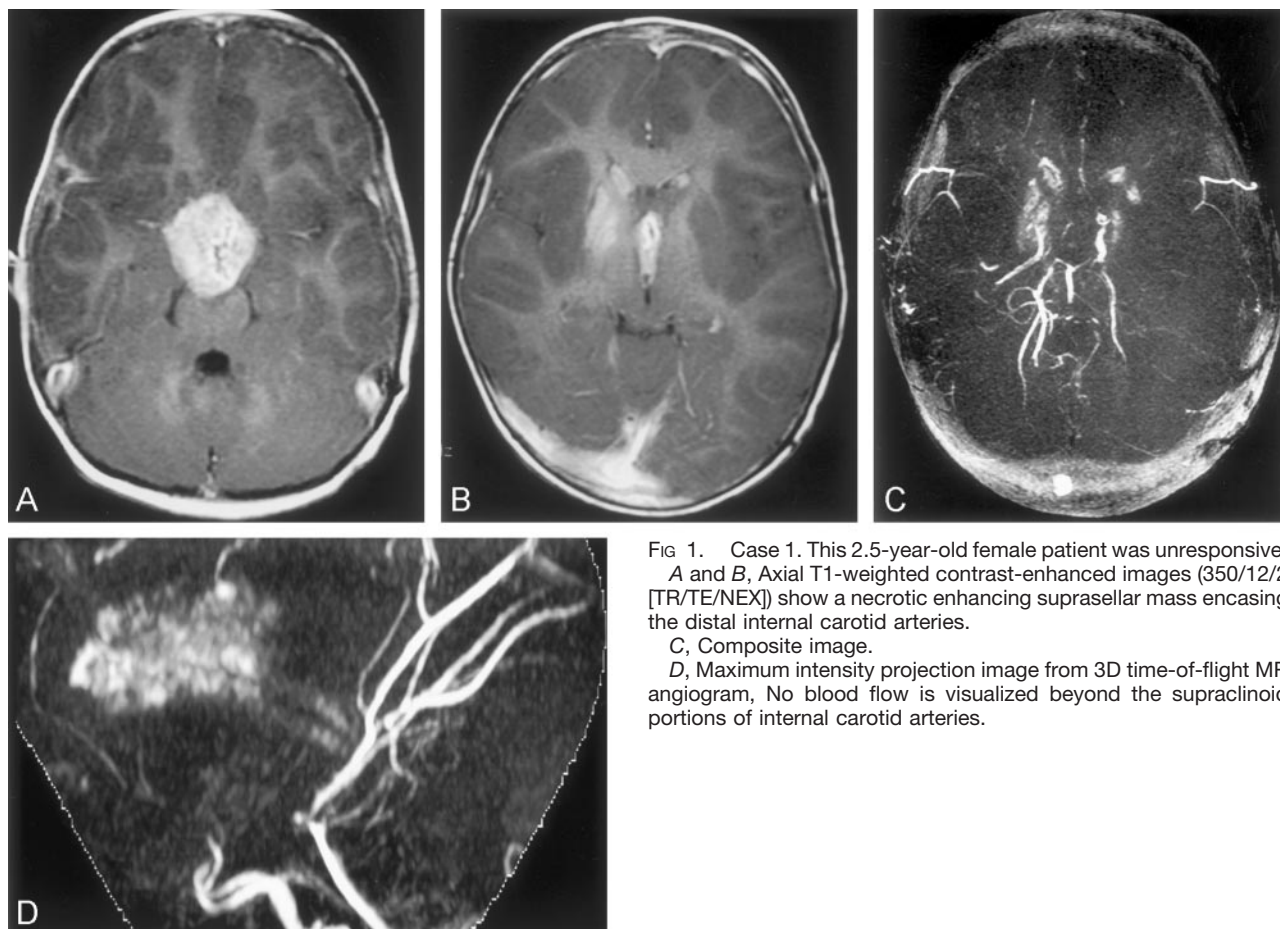 A
B
C
D
FIG 1. Case 1. This 2.5-year-old female patient was unresponsive
A and B, Axial T1-weighted contrast-enhanced images (350/12/2
[TR/TE/NEX]) show a necrotic enhancing suprasellar mass encasing
the distal internal carotid arteries.
C, Composite image.
D, Maximum intensity projection image from 3D time-of-flight MR
angiogram, No blood flow is visualized beyond the supraclinoid
portions of internal carotid arteries.